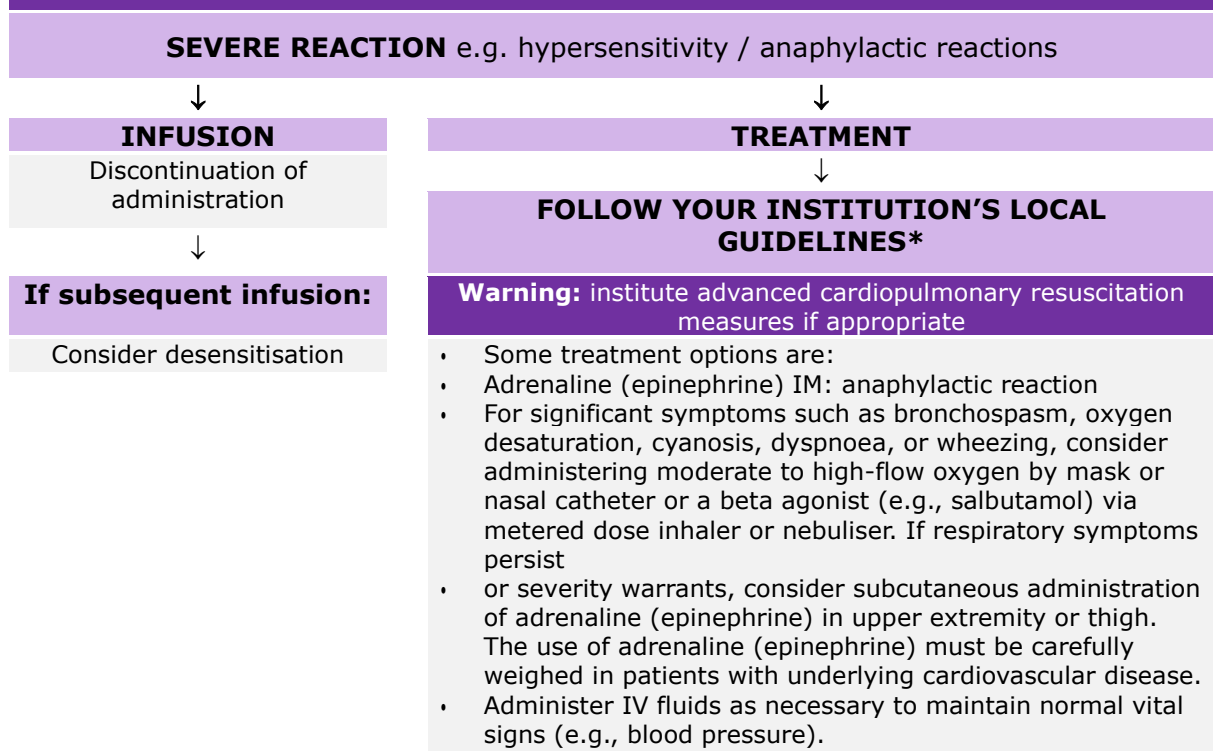 SEVERE REACTION e.g. hypersensitivity / anaphylactic reactions
↓
INFUSION
Discontinuation of
administration
↓
If subsequent infusion:
Consider desensitisation
↓
TREATMENT
↓
FOLLOW YOUR INSTITUTION’S LOCAL
GUIDELINES*
Warning: institute advanced cardiopulmonary resuscitation
measures if appropriate
• Some treatment options are:
• Adrenaline (epinephrine) IM: anaphylactic reaction
• For significant symptoms such as bronchospasm, oxygen
desaturation, cyanosis, dyspnoea, or wheezing, consider
administering moderate to high-flow oxygen by mask or
nasal catheter or a beta agonist (e.g., salbutamol) via
metered dose inhaler or nebuliser. If respiratory symptoms
persist
• or severity warrants, consider subcutaneous administration
of adrenaline (epinephrine) in upper extremity or thigh.
The use of adrenaline (epinephrine) must be carefully
weighed in patients with underlying cardiovascular disease.
• Administer IV fluids as necessary to maintain normal vital
signs (e.g., blood pressure).